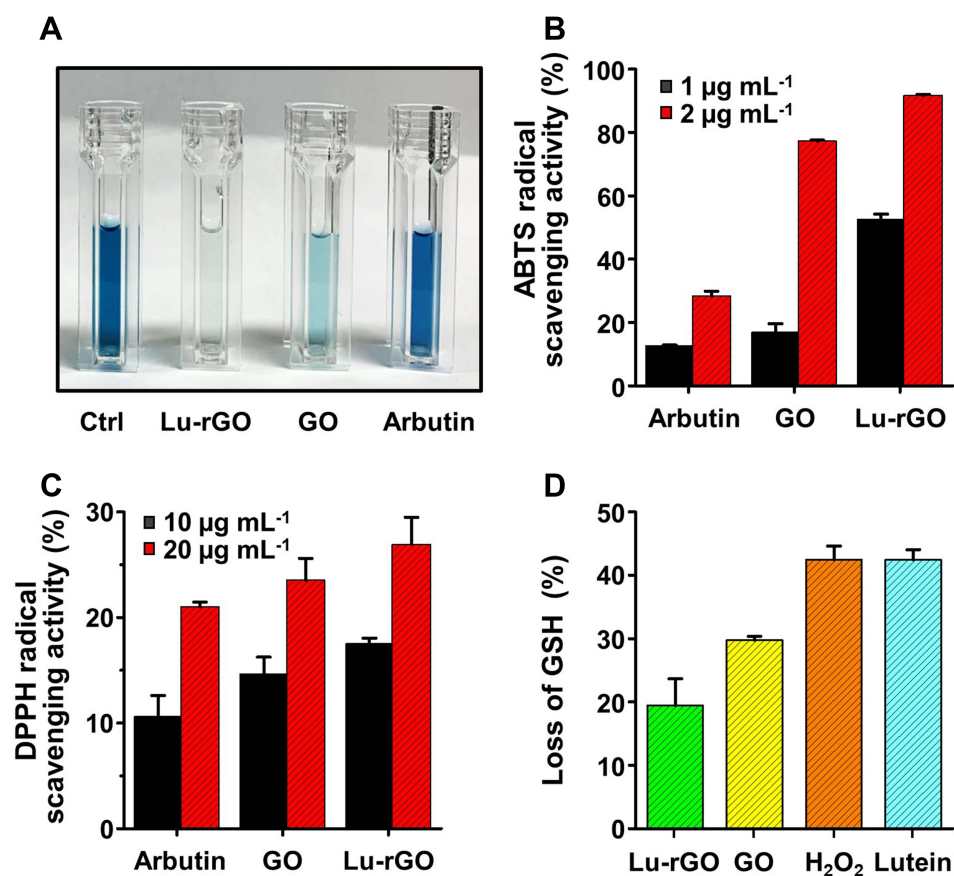 A
Ctrl Lu-rGO GO Arbutin
B
ABTS radical
scavenging activity (%)
100
80
60
40
20
0
1 µg mL⁻¹
2 µg mL⁻¹
Arbutin GO Lu-rGO
C
DPPH radical
scavenging activity (%)
30
20
10
0
10 µg mL⁻¹
20 µg mL⁻¹
Arbutin GO Lu-rGO
D
Loss of GSH (%)
50
40
30
20
10
0
Lu-rGO GO H₂O₂ Lutein